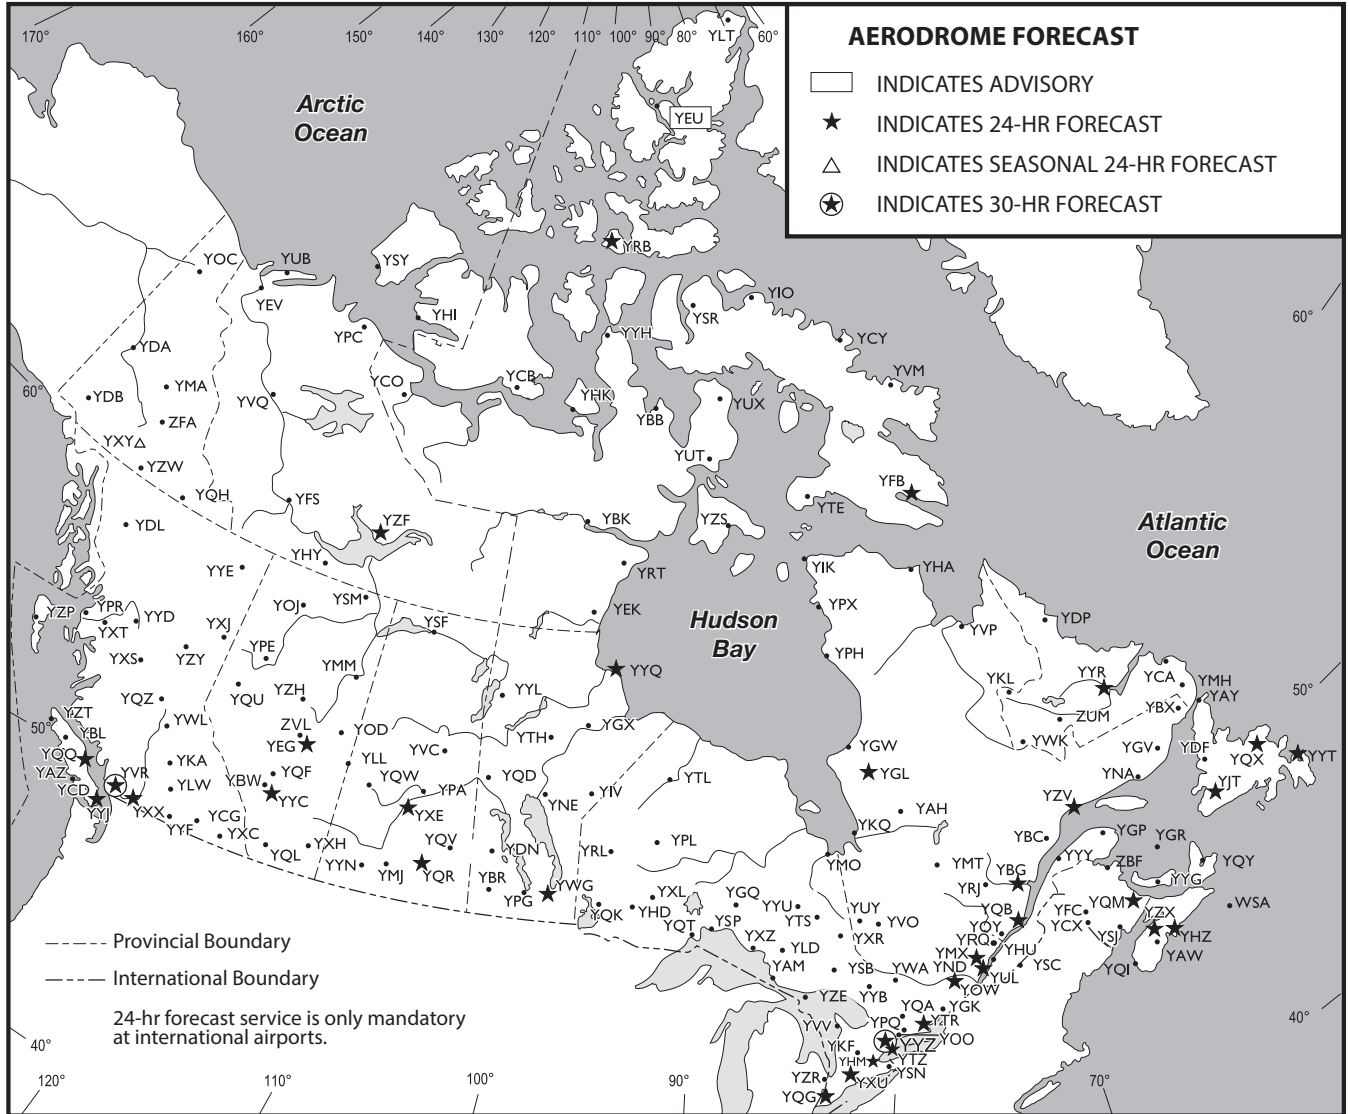 170°
160°
150°
140°
130°
120°
110°
100°
90°
80°
YLT
60°
AERODROME FORECAST
INDICATES ADVISORY
INDICATES 24-HR FORECAST
INDICATES SEASONAL 24-HR FORECAST
INDICATES 30-HR FORECAST
Arctic
Ocean
YEU
YRB
YOC
YUB
YSY
YEV
YHI
YIO
YSR
60°
YPC
YYH
YCY
YDA
YMA
YCO
YCB
YVM
60°
YDB
YVQ
YHK
YUX
ZFA
YBB
YXY
YUT
YZW
YFB
YQH
YFS
YTE
YDL
YZF
YBK
YZS
Atlantic
Ocean
YHY
YYE
YRT
YIK
YHA
YZP
YPR
YYD
YOJ
YSM
YEK
YPX
Hudson
Bay
YXT
YXJ
YSF
YVP
YDP
YPE
YXS
YZY
YMM
YYQ
YPH
YYR
YCA
YKL
YMH
50°
YQZ
YQU
YZH
YYL
YAY
YZT
YBX
50°
YWL
ZVL
YOD
YGX
ZUM
YBL
YEG
YVC
YTH
YWK
YGW
YGV
YDF
YQX
YYT
YQQ
YKA
YLL
YAZ
YVR
YBW
YQF
YQW
YQD
YTL
YGL
YNA
YJT
YCD
YLW
YYC
YPA
YNE
YIV
YYJ
YXX
YXE
YZV
YYF
YCG
YAH
YXC
YQV
YKQ
YBC
YGP
YGR
YQL
YXH
YDN
YRL
YPL
YYN
YMJ
YQR
YMO
YMT
YBG
YYY
ZBF
YQY
YBR
YWG
YRJ
YYG
YPG
YXL
YGQ
YYU
YUY
YQB
YFC
YQM
YZX
WSA
YQK
YHD
YSP
YTS
YVO
YOY
YCX
YQT
YXR
YRQ
YSJ
YHZ
Provincial Boundary
YXZ
YLD
YMX
YHU
YAW
International Boundary
YAM
YSB
YWA
YND
YUL
YSC
YQI
YOW
24-hr forecast service is only mandatory
at international airports.
YZE
YYB
YQA
YGK
40°
YVV
YPQ
YTR
YYZ
YOO
40°
YKF
YHM
YTZ
YSN
YZR
YXU
YQG
120°
110°
100°
90°
70°